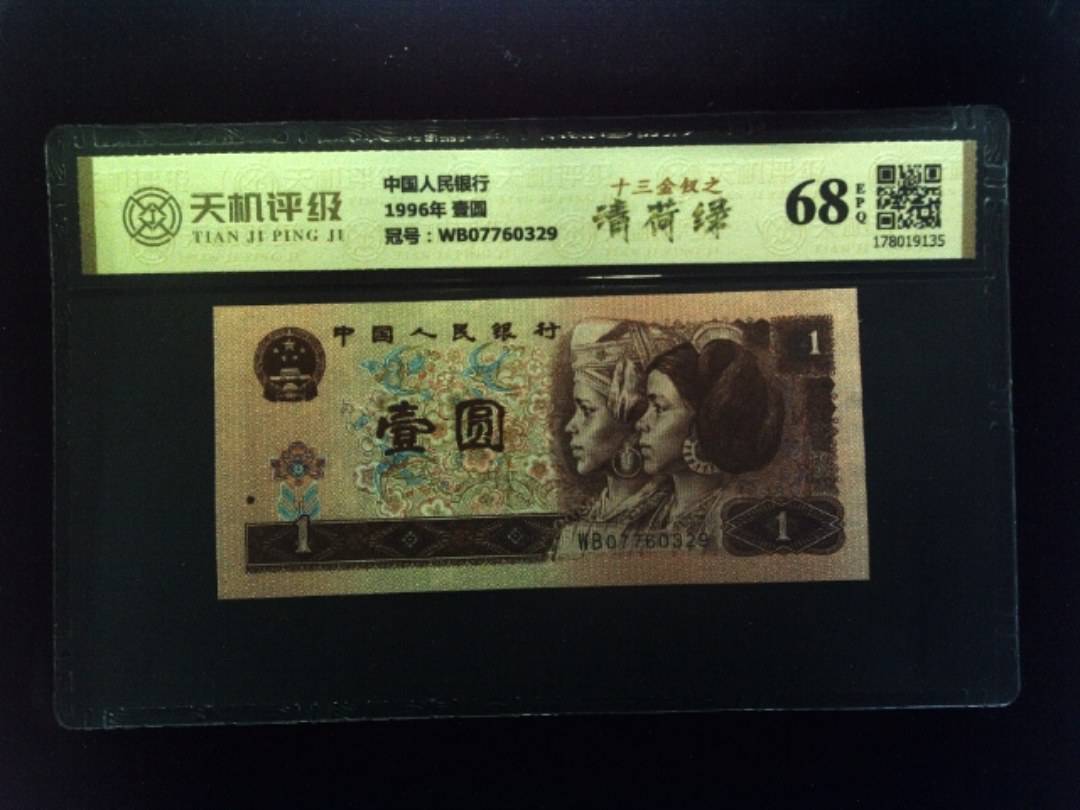 天机评级
TIAN JI PING JI
中国人民银行
1996年 壹圆
冠号：WB07760329
十三金钗之
清荷绿
68
EPQ
178019135
中国人民银行
1
壹圆
1
WB07760329
1